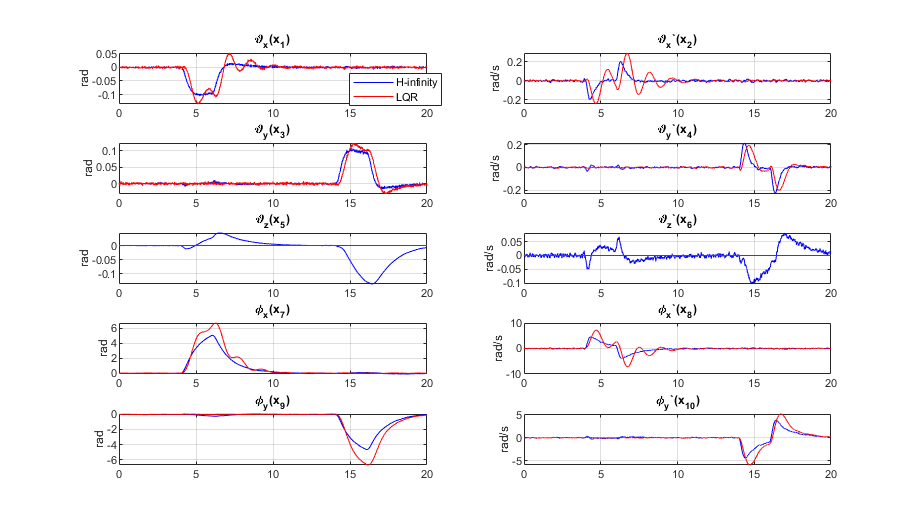 ϑx(x1)
0.05
0
-0.05
-0.1
rad
0 5 10 15 20
H-infinity
LQR
ϑx`(x2)
0.2
0
-0.2
rad/s
0 5 10 15 20
ϑy(x3)
0.1
0.05
0
rad
0 5 10 15 20
ϑy`(x4)
0.2
0
-0.2
rad/s
0 5 10 15 20
ϑz(x5)
0
-0.05
-0.1
rad
0 5 10 15 20
ϑz`(x6)
0.05
0
-0.05
-0.1
rad/s
0 5 10 15 20
ϕx(x7)
6
4
2
0
rad
0 5 10 15 20
ϕx`(x8)
10
0
-10
rad/s
0 5 10 15 20
ϕy(x9)
0
-2
-4
-6
rad
0 5 10 15 20
ϕy`(x10)
5
0
-5
rad/s
0 5 10 15 20